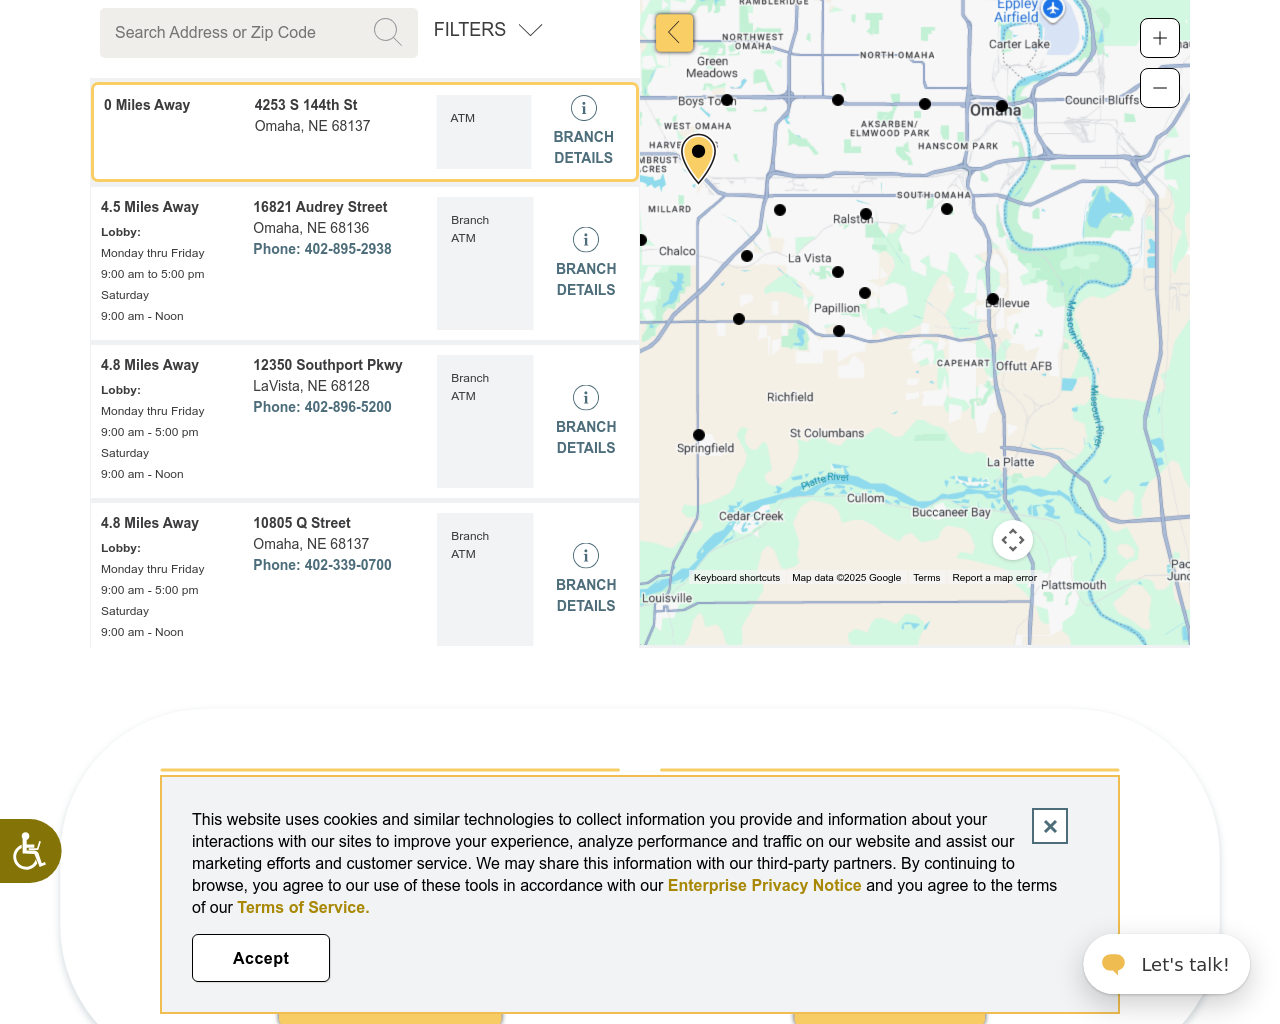 Search Address or Zip Code
FILTERS
0 Miles Away
4253 S 144th St
Omaha, NE 68137
ATM
BRANCH
DETAILS
4.5 Miles Away
Lobby:
Monday thru Friday
9:00 am to 5:00 pm
Saturday
9:00 am - Noon
16821 Audrey Street
Omaha, NE 68136
Phone: 402-895-2938
Branch
ATM
BRANCH
DETAILS
4.8 Miles Away
Lobby:
Monday thru Friday
9:00 am - 5:00 pm
Saturday
9:00 am - Noon
12350 Southport Pkwy
LaVista, NE 68128
Phone: 402-896-5200
Branch
ATM
BRANCH
DETAILS
4.8 Miles Away
Lobby:
Monday thru Friday
9:00 am - 5:00 pm
Saturday
9:00 am - Noon
10805 Q Street
Omaha, NE 68137
Phone: 402-339-0700
Branch
ATM
BRANCH
DETAILS
RAMBLERIDGE
Eppley
Airfield
NORTHWEST
OMAHA
Carter Lake
NORTH-OMAHA
Green
Meadows
Boys Town
Council Bluffs
Omaha
WEST OMAHA
AKSARBEN/
ELMWOOD PARK
HANSCOM PARK
MILLARD
SOUTH-OMAHA
Ralston
Chalco
La Vista
Papillion
Bellevue
Missouri River
CAPEHART
Offutt AFB
Missouri River
Richfield
St Columbans
Springfield
La Platte
Platte River
Cullom
Cedar Creek
Buccaneer Bay
Keyboard shortcuts
Map data ©2025 Google
Terms
Report a map error
Plattsmouth
Louisville
This website uses cookies and similar technologies to collect information you provide and information about your
interactions with our sites to improve your experience, analyze performance and traffic on our website and assist our
marketing efforts and customer service. We may share this information with our third-party partners. By continuing to
browse, you agree to our use of these tools in accordance with our Enterprise Privacy Notice and you agree to the terms
of our Terms of Service.
Accept
Let's talk!